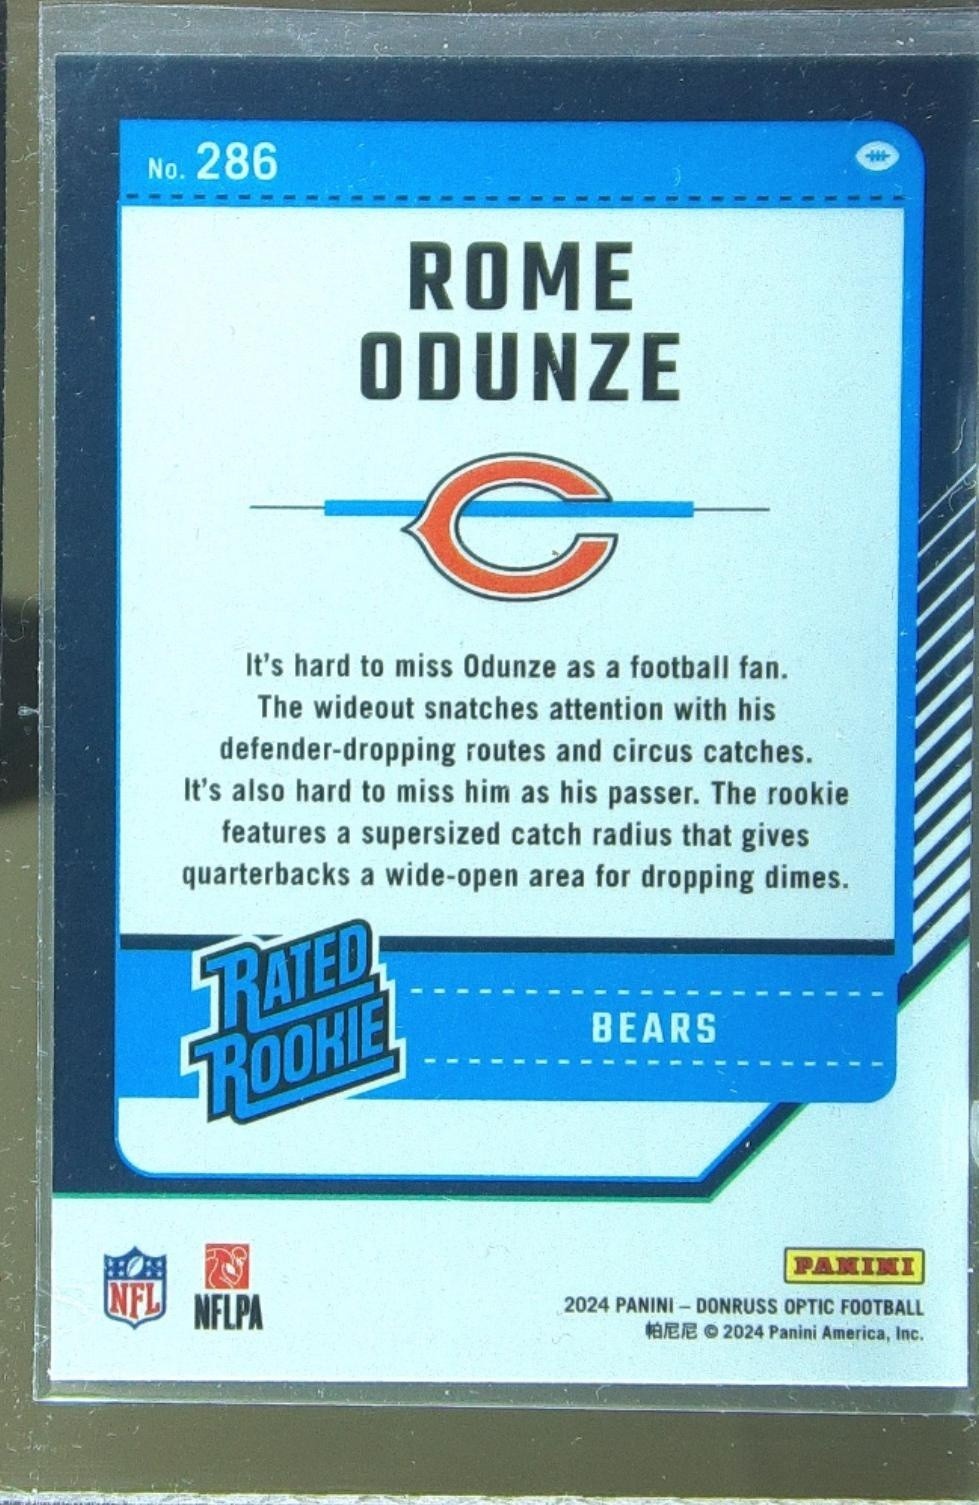 No. 286
ROME
ODUNZE
It's hard to miss Odunze as a football fan.
The wideout snatches attention with his
defender-dropping routes and circus catches.
It's also hard to miss him as his passer. The rookie
features a supersized catch radius that gives
quarterbacks a wide-open area for dropping dimes.
RATED
ROOKIE
BEARS
NFL
NFLPA
PANINI
2024 PANINI – DONRUSS OPTIC FOOTBALL
帕尼尼 © 2024 Panini America, Inc.